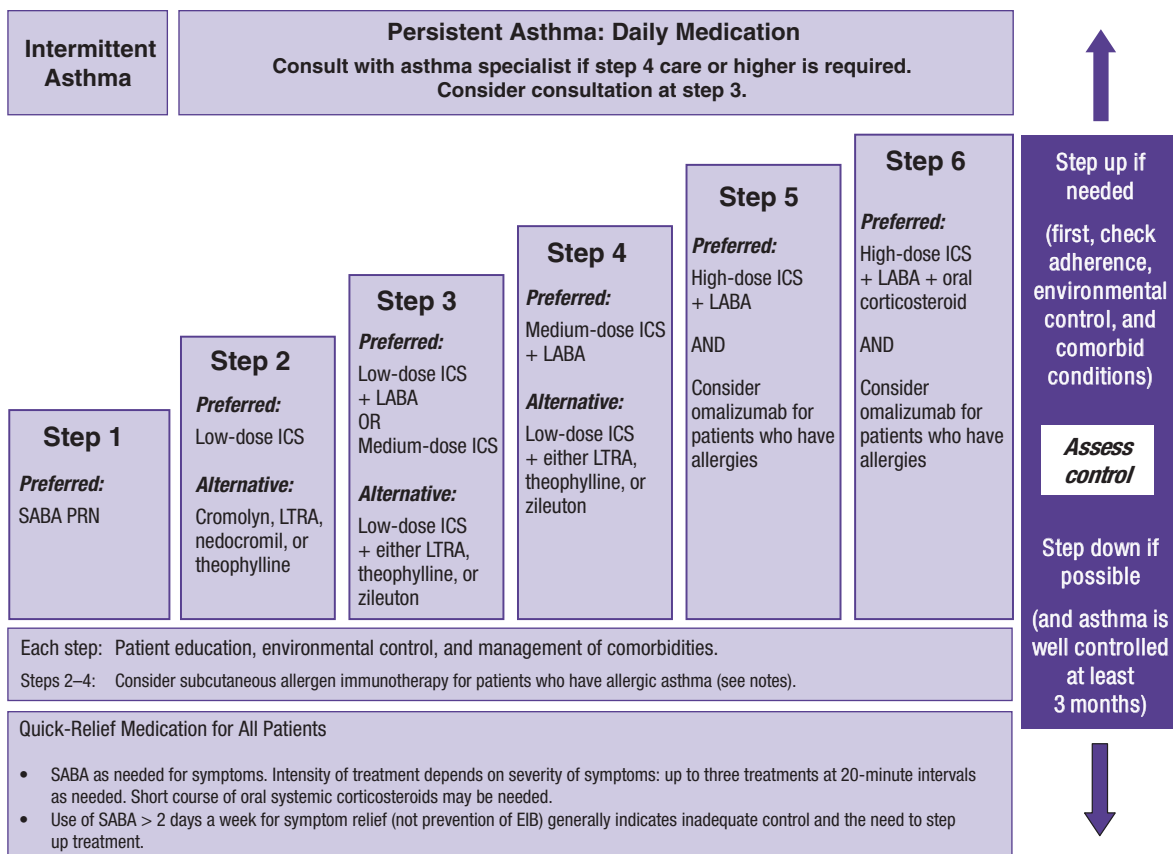 Intermittent
Asthma
Persistent Asthma: Daily Medication
Consult with asthma specialist if step 4 care or higher is required.
Consider consultation at step 3.
Step 1
Preferred:
SABA PRN
Step 2
Preferred:
Low-dose ICS
Alternative:
Cromolyn, LTRA,
nedocromil, or
theophylline
Step 3
Preferred:
Low-dose ICS
+ LABA
OR
Medium-dose ICS
Alternative:
Low-dose ICS
+ either LTRA,
theophylline, or
zileuton
Step 4
Preferred:
Medium-dose ICS
+ LABA
Alternative:
Low-dose ICS
+ either LTRA,
theophylline, or
zileuton
Step 5
Preferred:
High-dose ICS
+ LABA
AND
Consider
omalizumab for
patients who have
allergies
Step 6
Preferred:
High-dose ICS
+ LABA + oral
corticosteroid
AND
Consider
omalizumab for
patients who have
allergies
Step up if
needed
(first, check
adherence,
environmental
control, and
comorbid
conditions)
Assess
control
Step down if
possible
(and asthma is
well controlled
at least
3 months)
Each step: Patient education, environmental control, and management of comorbidities.
Steps 2–4: Consider subcutaneous allergen immunotherapy for patients who have allergic asthma (see notes).
Quick-Relief Medication for All Patients
• SABA as needed for symptoms. Intensity of treatment depends on severity of symptoms: up to three treatments at 20-minute intervals
as needed. Short course of oral systemic corticosteroids may be needed.
• Use of SABA > 2 days a week for symptom relief (not prevention of EIB) generally indicates inadequate control and the need to step
up treatment.